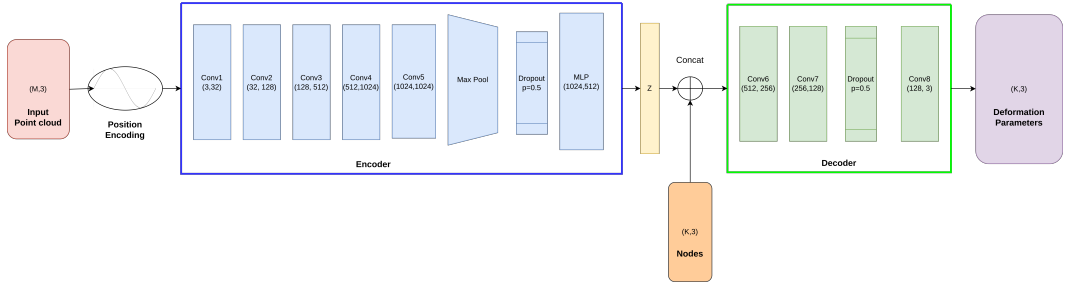 (M,3)
Input
Point cloud
Position
Encoding
Conv1
(3,32)
Conv2
(32, 128)
Conv3
(128, 512)
Conv4
(512,1024)
Conv5
(1024,1024)
Max Pool
Dropout
p=0.5
MLP
(1024,512)
Encoder
Z
Concat
(K,3)
Nodes
Conv6
(512, 256)
Conv7
(256,128)
Dropout
p=0.5
Conv8
(128, 3)
Decoder
(K,3)
Deformation
Parameters